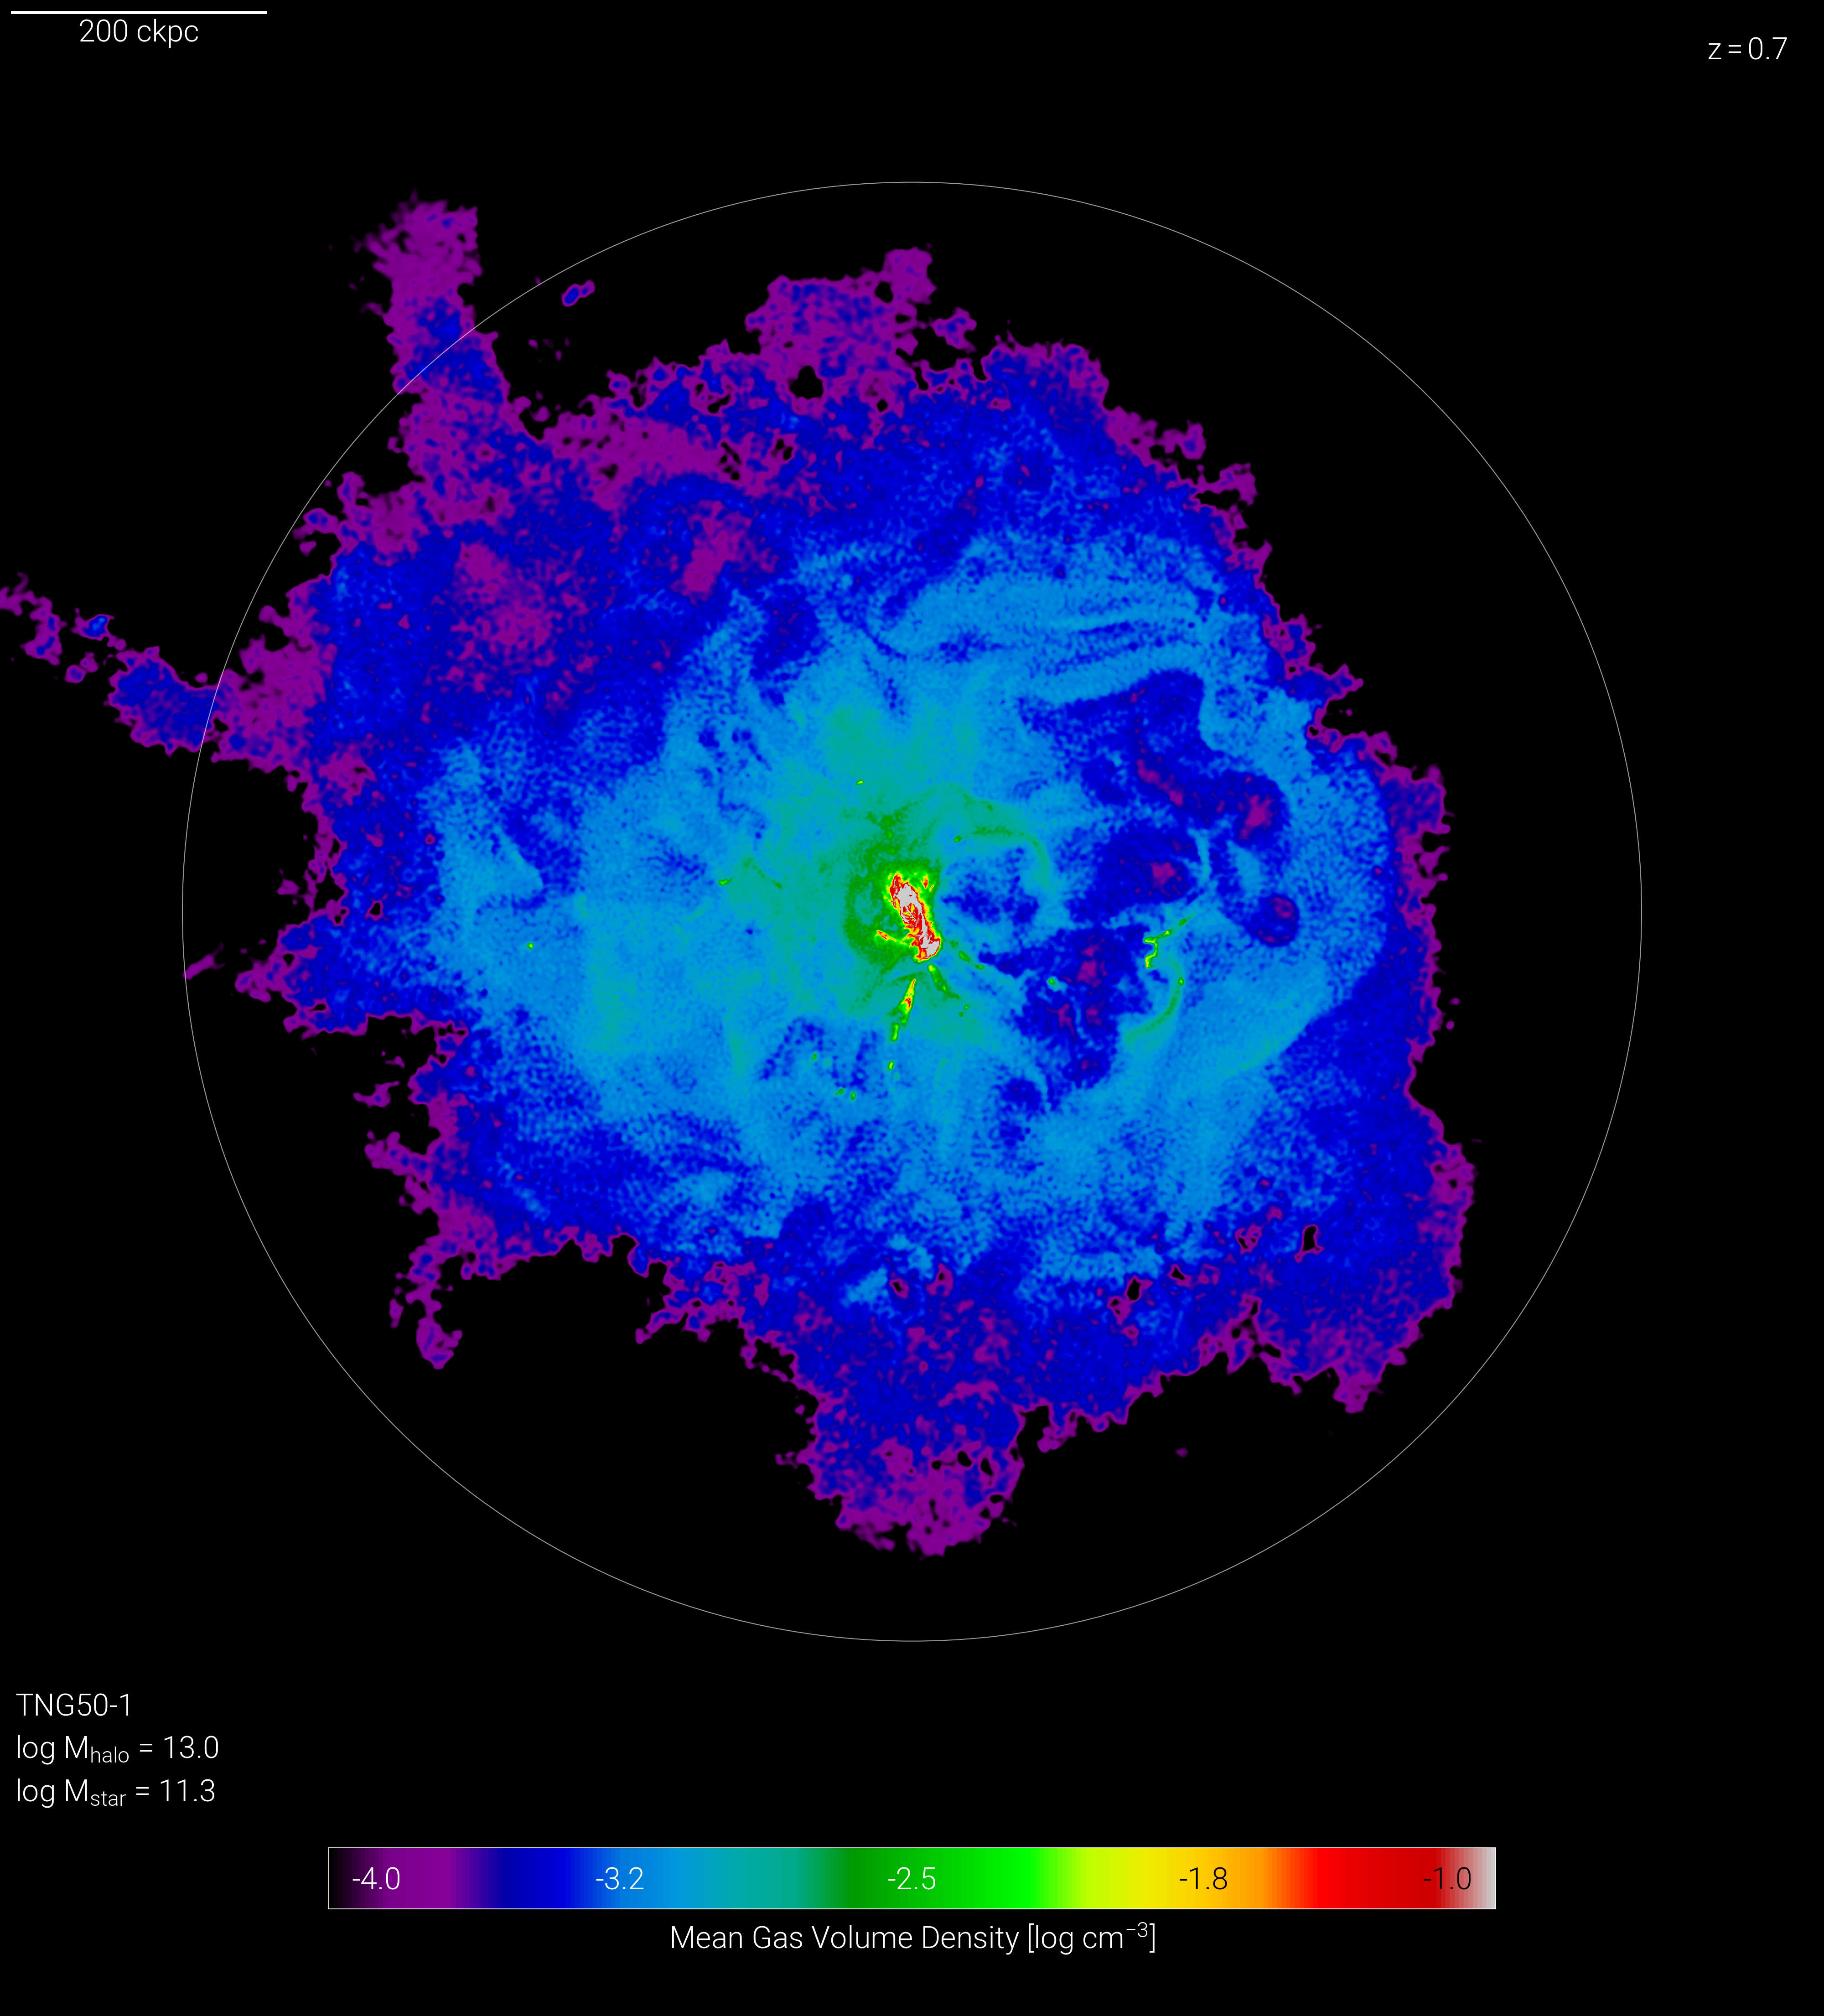 200 ckpc
z = 0.7
TNG50-1
log Mhalo = 13.0
log Mstar = 11.3
-4.0 -3.2 -2.5 -1.8 -1.0
Mean Gas Volume Density [log cm⁻³]